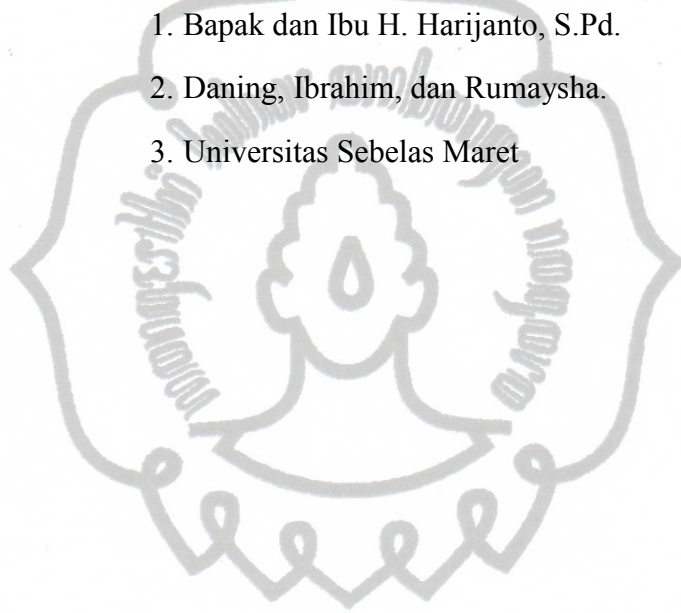 1. Bapak dan Ibu H. Harijanto, S.Pd.
2. Daning, Ibrahim, dan Rumaysha.
3. Universitas Sebelas Maret